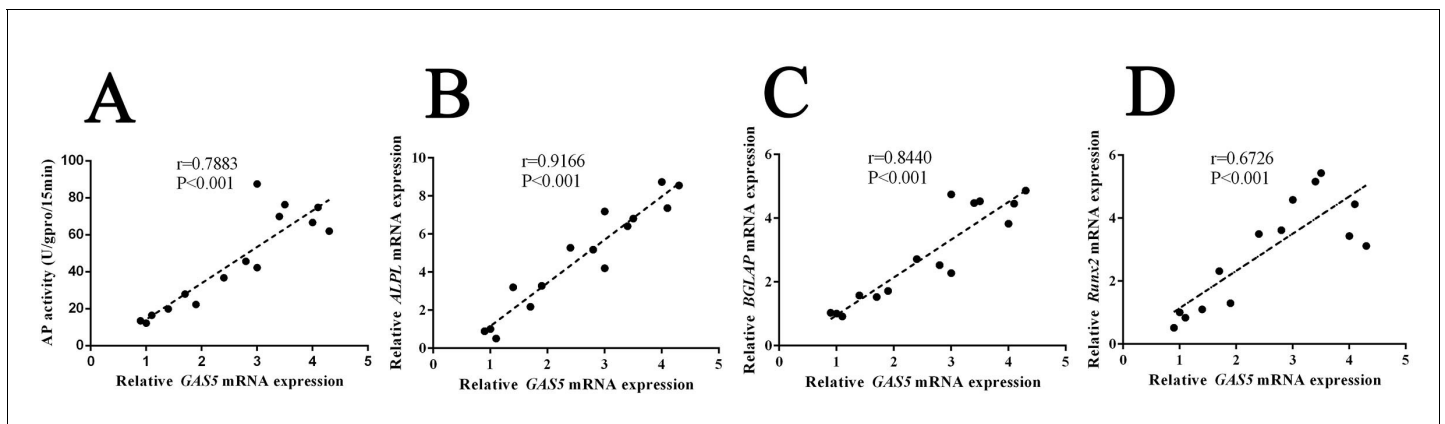 A
AP activity (U/gpro/15min)
r=0.7883
P<0.001
100
80
60
40
20
0
0 1 2 3 4 5
Relative GAS5 mRNA expression
B
Relative ALPL mRNA expression
r=0.9166
P<0.001
10
8
6
4
2
0
0 1 2 3 4 5
Relative GAS5 mRNA expression
C
Relative BGLAP mRNA expression
r=0.8440
P<0.001
6
4
2
0
0 1 2 3 4 5
Relative GAS5 mRNA expression
D
Relative Runx2 mRNA expression
r=0.6726
P<0.001
6
4
2
0
0 1 2 3 4 5
Relative GAS5 mRNA expression